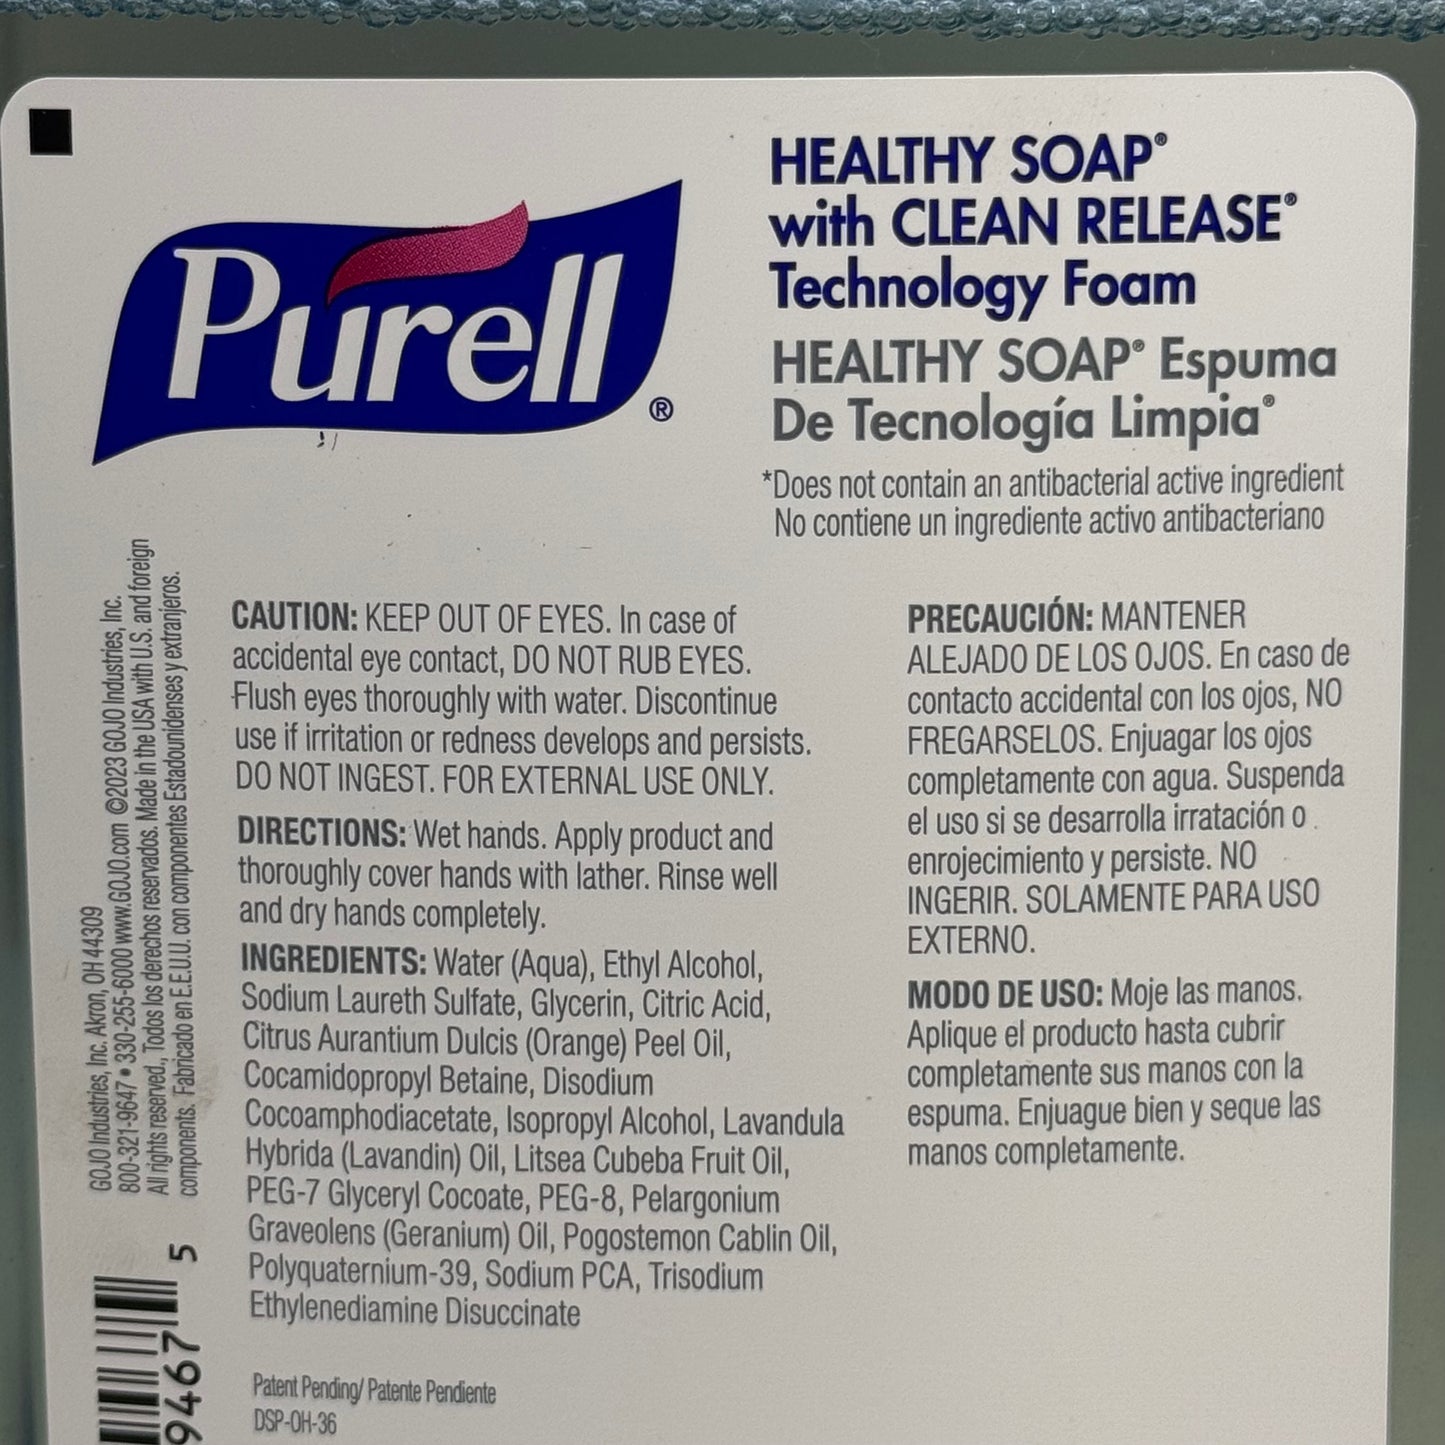 Purell®
HEALTHY SOAP®
with CLEAN RELEASE®
Technology Foam
HEALTHY SOAP® Espuma
De Tecnología Limpia®
*Does not contain an antibacterial active ingredient
No contiene un ingrediente activo antibacteriano
CAUTION: KEEP OUT OF EYES. In case of
accidental eye contact, DO NOT RUB EYES.
Flush eyes thoroughly with water. Discontinue
use if irritation or redness develops and persists.
DO NOT INGEST. FOR EXTERNAL USE ONLY.
DIRECTIONS: Wet hands. Apply product and
thoroughly cover hands with lather. Rinse well
and dry hands completely.
INGREDIENTS: Water (Aqua), Ethyl Alcohol,
Sodium Laureth Sulfate, Glycerin, Citric Acid,
Citrus Aurantium Dulcis (Orange) Peel Oil,
Cocamidopropyl Betaine, Disodium
Cocoamphodiacetate, Isopropyl Alcohol, Lavandula
Hybrida (Lavandin) Oil, Litsea Cubeba Fruit Oil,
PEG-7 Glyceryl Cocoate, PEG-8, Pelargonium
Graveolens (Geranium) Oil, Pogostemon Cablin Oil,
Polyquaternium-39, Sodium PCA, Trisodium
Ethylenediamine Disuccinate
Patent Pending/ Patente Pendiente
DSP-OH-36
PRECAUCIÓN: MANTENER
ALEJADO DE LOS OJOS. En caso de
contacto accidental con los ojos, NO
FREGARSELOS. Enjuagar los ojos
completamente con agua. Suspenda
el uso si se desarrolla irratación o
enrojecimiento y persiste. NO
INGERIR. SOLAMENTE PARA USO
EXTERNO.
MODO DE USO: Moje las manos.
Aplique el producto hasta cubrir
completamente sus manos con la
espuma. Enjuague bien y seque las
manos completamente.
GOJO Industries, Inc. Akron, OH 44309
800-321-9647 • 330-255-6000 www.GOJO.com ©2023 GOJO Industries, Inc.
All rights reserved., Todos los derechos reservados. Made in the USA with U.S. and foreign
components. Fabricado en E.E.U.U. con componentes Estadounidenses y extranjeros.
9467 5